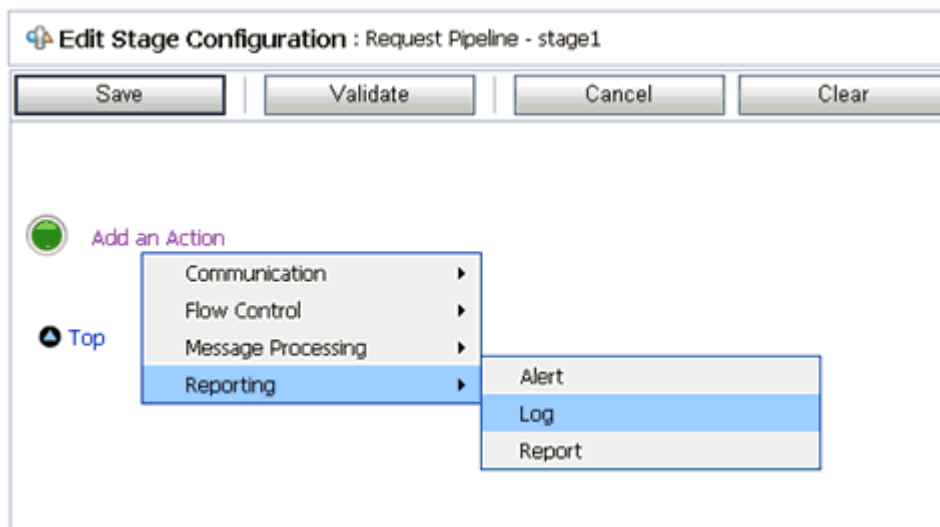 Edit Stage Configuration : Request Pipeline - stage1
Save Validate Cancel Clear
Add an Action
Communication
Flow Control
Top
Message Processing
Reporting
Alert
Log
Report